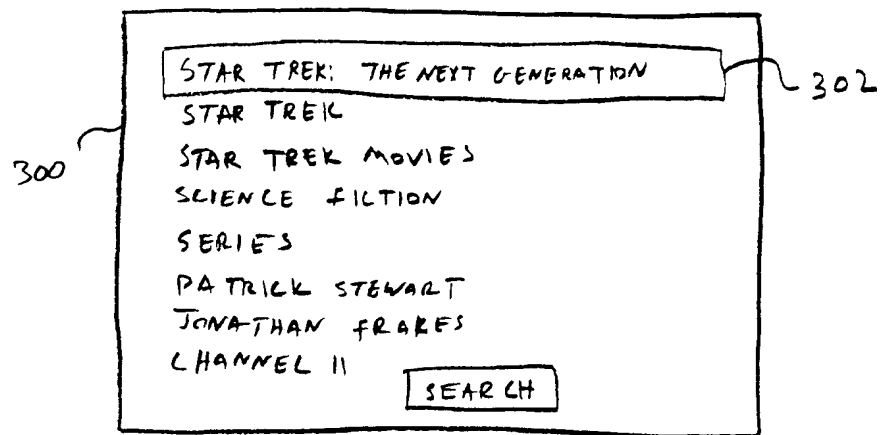 STAR TREK: THE NEXT GENERATION
302
STAR TREK
300
STAR TREK MOVIES
SCIENCE FICTION
SERIES
PATRICK STEWART
JONATHAN FRAKES
CHANNEL 11
SEARCH